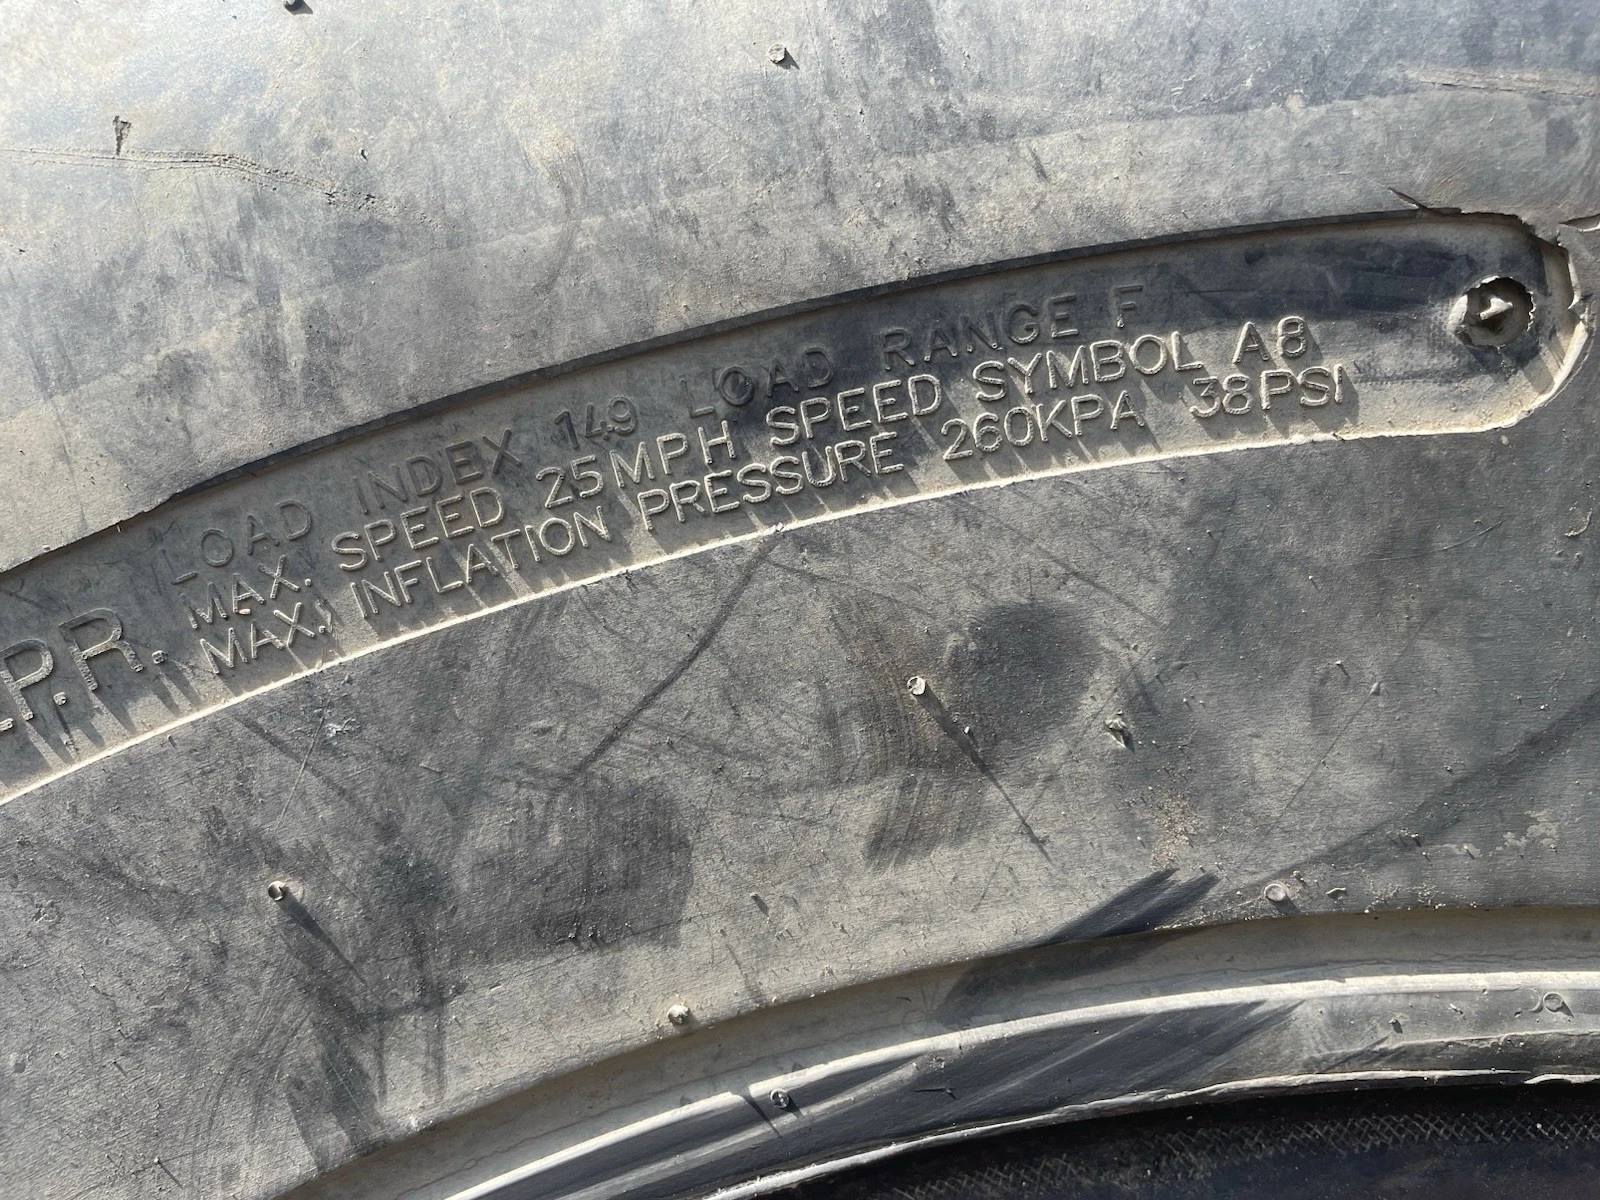 P.R.
LOAD INDEX 149 LOAD RANGE F
MAX. SPEED 25MPH SPEED SYMBOL A8
MAX. INFLATION PRESSURE 260KPA 38PSI